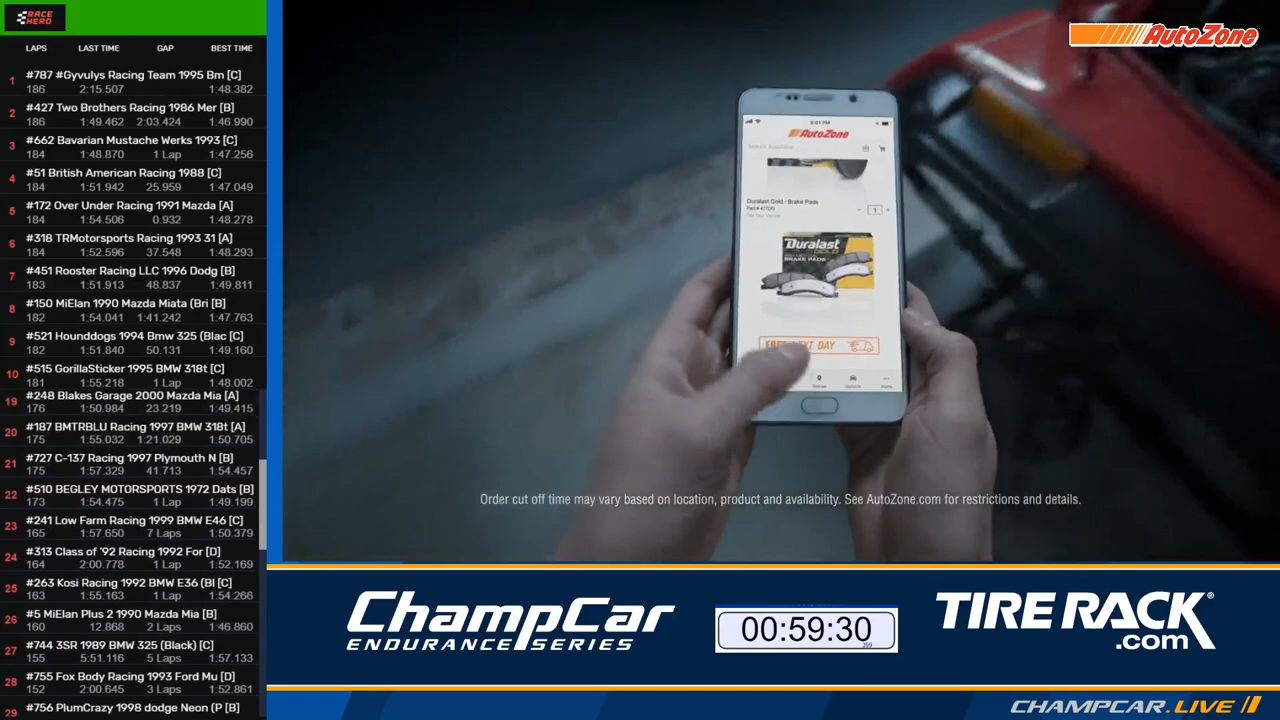 RACE HERO
LAPS LAST TIME GAP BEST TIME
1 #787 #Gyvulys Racing Team 1995 Bm [C]
186 2:15.507 1:48.382
2 #427 Two Brothers Racing 1986 Mer [B]
186 1:49.462 2:03.424 1:46.990
3 #662 Bavarian Mustache Werks 1993 [C]
184 1:48.870 1 Lap 1:47.256
4 #51 British American Racing 1988 [C]
184 1:51.942 25.959 1:47.049
5 #172 Over Under Racing 1991 Mazda [A]
184 1:52.195 0.932 1:48.278
6 #318 TRMotorsports Racing 1993 31 [A]
184 1:52.596 37.548 1:48.293
7 #451 Rooster Racing LLC 1990 Dodg [B]
183 1:51.913 48.837 1:49.811
8 #150 MiElan 1990 Mazda Miata (Bri [B]
182 1:54.041 1:41.242 1:47.763
9 #521 Hounddogs 1994 Bmw 325 (Blac [C]
182 1:51.840 50.131 1:49.160
10 #515 GorillaSticker 1995 BMW 318t [C]
181 1:55.219 1 Lap 1:48.002
19 #248 Blakes Garage 2000 Mazda Mia [A]
176 1:50.984 23.219 1:49.415
20 #187 BMTRBLU Racing 1997 BMW 318t [A]
175 1:55.032 1:21.029 1:50.705
21 #727 C-137 Racing 1997 Plymouth N [B]
175 1:57.329 41.713 1:54.457
22 #510 BEGLEY MOTORSPORTS 1972 Dats [B]
173 1:54.475 1 Lap 1:49.199
23 #241 Low Farm Racing 1999 BMW E46 [C]
165 1:57.650 7 Laps 1:50.379
24 #313 Class of '92 Racing 1992 For [D]
164 2:00.778 1 Lap 1:52.169
25 #263 Kosi Racing 1992 BMW E36 (Bl [C]
163 1:55.163 1 Lap 1:54.266
26 #5 MiElan Plus 2 1990 Mazda Mia [B]
160 12.868 2 Laps 1:46.860
27 #744 3SR 1989 BMW 325 (Black) [C]
155 5:51.116 5 Laps 1:57.133
28 #755 Fox Body Racing 1993 Ford Mu [D]
152 2:00.645 3 Laps 1:52.861
29 #756 PlumCrazy 1998 dodge Neon (P [B]
AutoZone
9:01 PM
AutoZone
Duralast Gold : Brake Pads
1
Duralast
GOLD
BRAKE PADS
NEXT DAY
Order cut off time may vary based on location, product and availability. See AutoZone.com for restrictions and details.
ChampCar
ENDURANCE SERIES
00:59:30
TIRE RACK®
.com
CHAMPCAR.LIVE